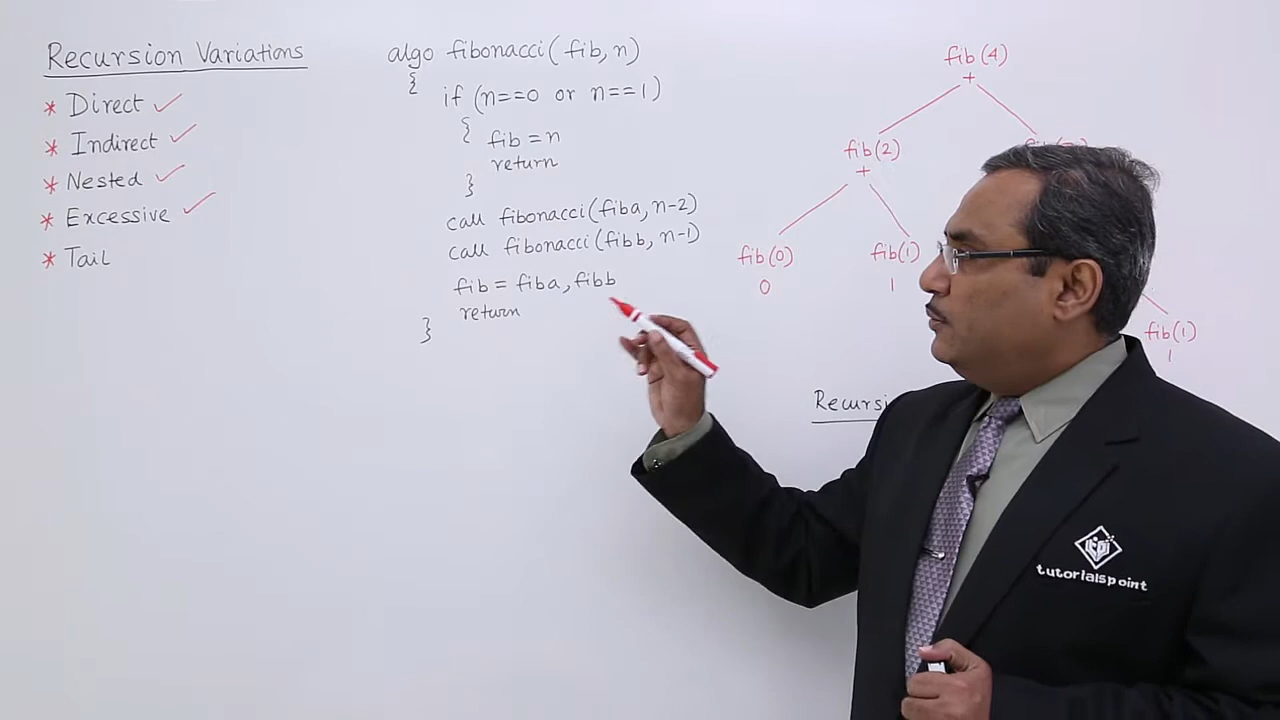 Recursion Variations
* Direct ✓
* Indirect ✓
* Nested ✓
* Excessive ✓
* Tail
algo fibonacci(fib, n)
{
if (n==0 or n==1)
{
fib = n
return
}
call fibonacci(fiba, n-2)
call fibonacci(fibb, n-1)
fib = fiba, fibb
return
}
fib(4)
+
fib(2)
+
fib(0)
fib(1)
0
1
fib(1)
1
tutorialspoint